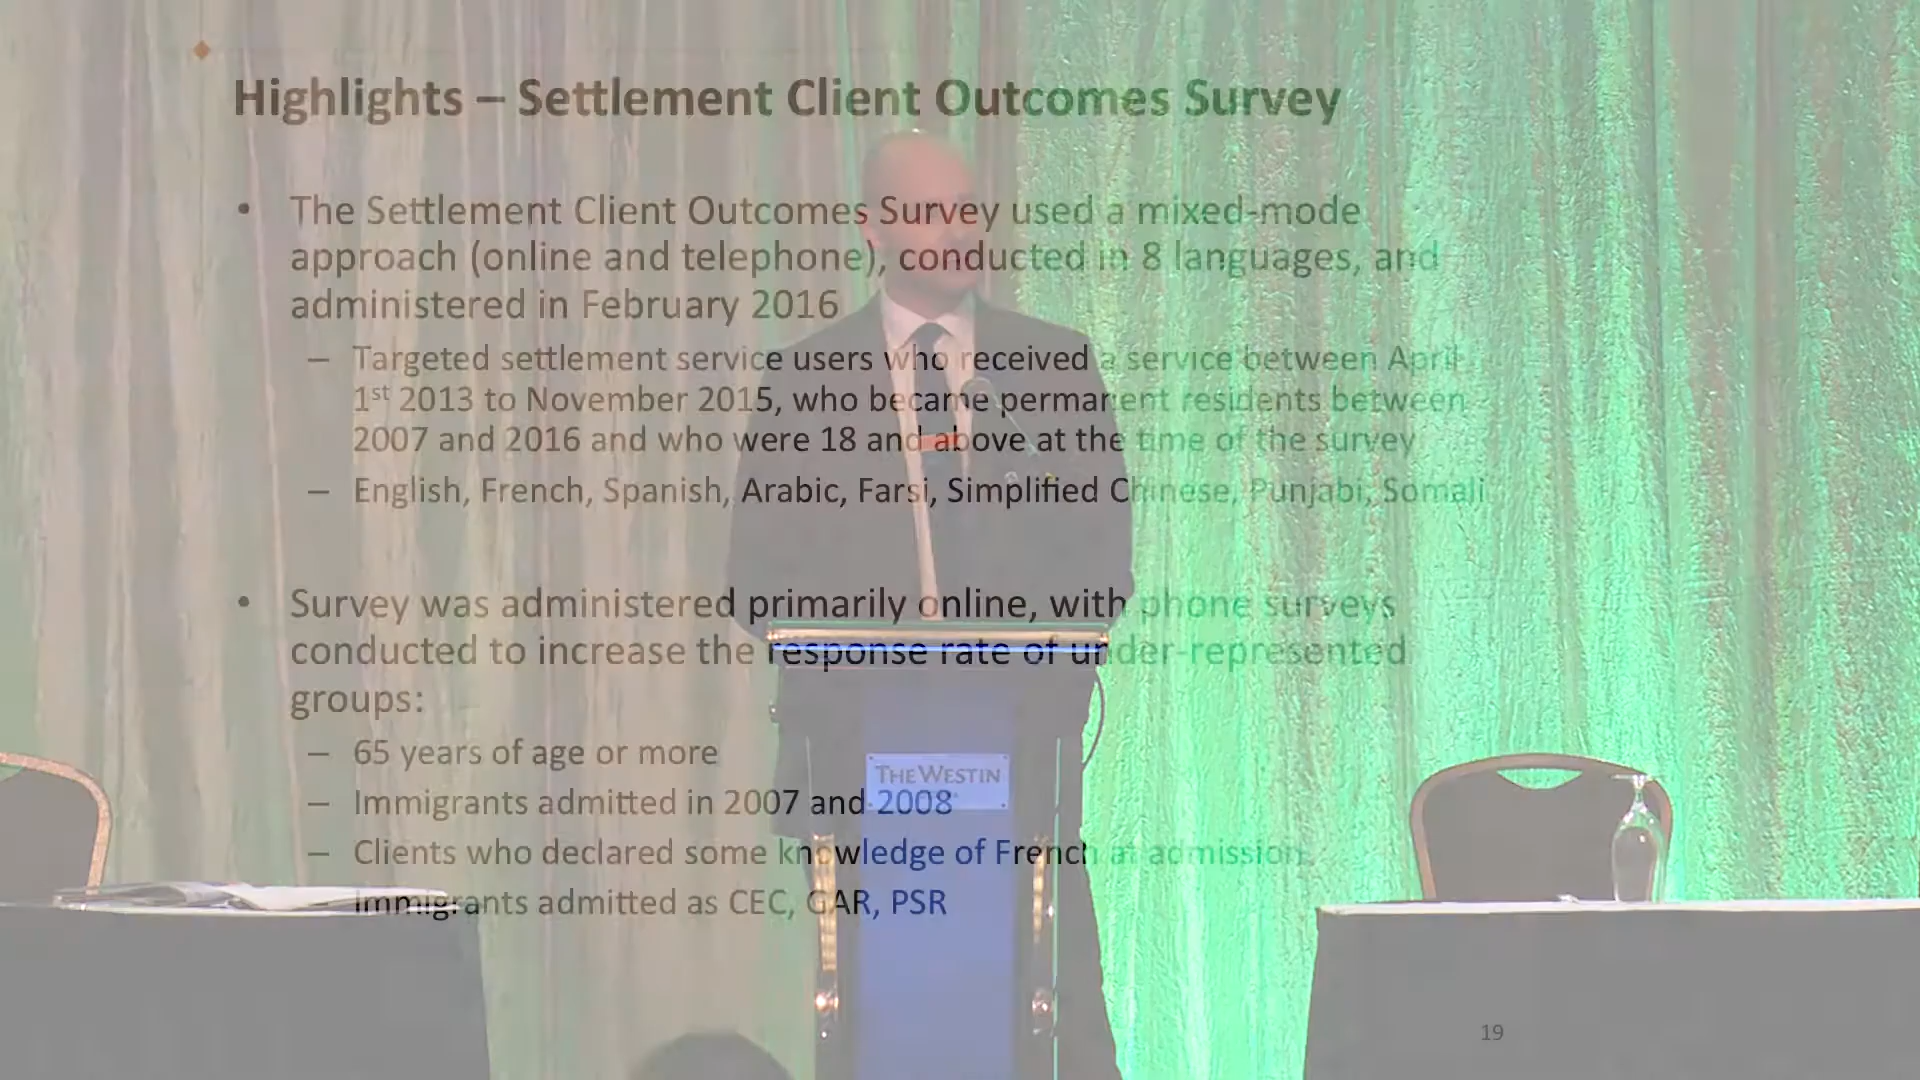 Highlights – Settlement Client Outcomes Survey
• The Settlement Client Outcomes Survey used a mixed-mode
approach (online and telephone), conducted in 8 languages, and
administered in February 2016
– Targeted settlement service users who received a service between April
1st 2013 to November 2015, who became permanent residents between
2007 and 2016 and who were 18 and above at the time of the survey
– English, French, Spanish, Arabic, Farsi, Simplified Chinese, Punjabi, Somali
• Survey was administered primarily online, with phone surveys
conducted to increase the response rate of under-represented
groups:
– 65 years of age or more
THE WESTIN
– Immigrants admitted in 2007 and 2008
– Clients who declared some knowledge of French at admission
– Immigrants admitted as CEC, GAR, PSR
19